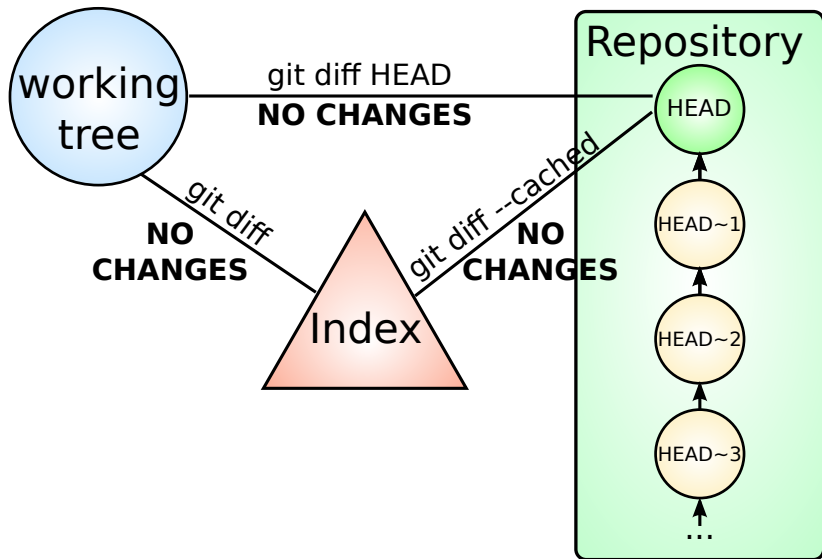 Repository
git diff HEAD
NO CHANGES
working
tree
HEAD
git diff
NO
CHANGES
git diff --cached
NO
CHANGES
Index
HEAD~1
HEAD~2
HEAD~3
...